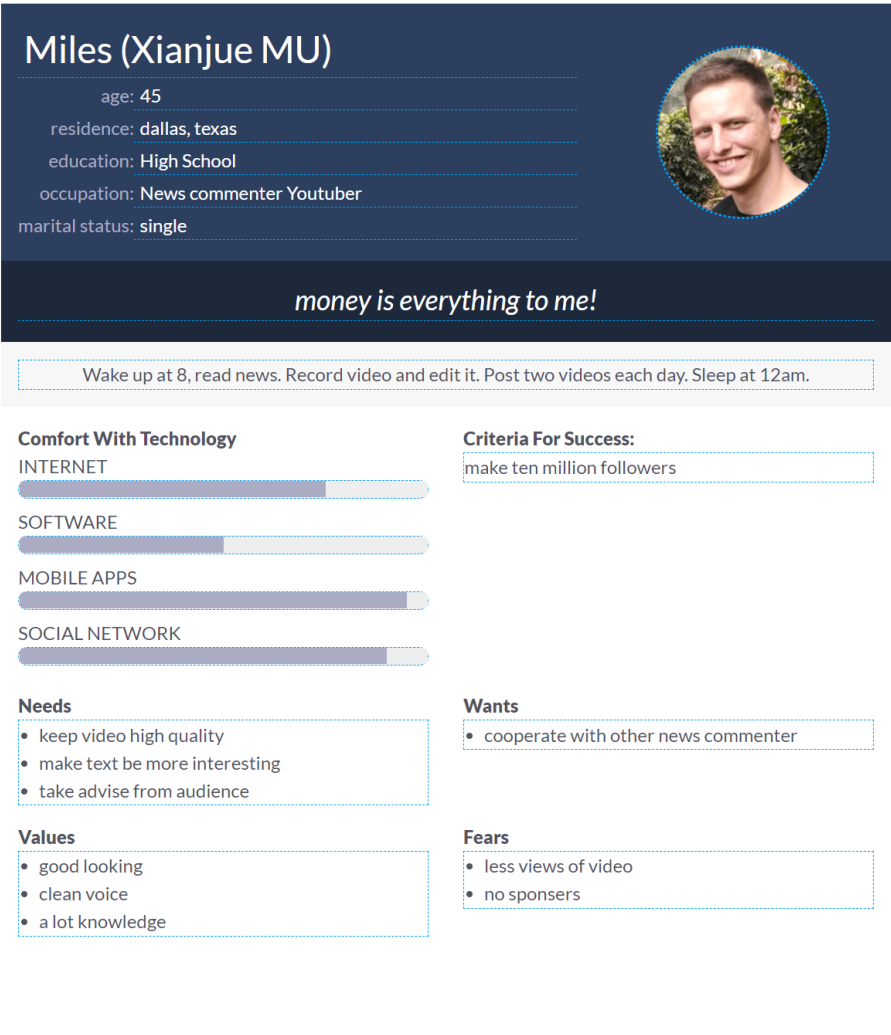 Miles (Xianjue MU)
age: 45
residence: dallas, texas
education: High School
occupation: News commenter Youtuber
marital status: single
money is everything to me!
Wake up at 8, read news. Record video and edit it. Post two videos each day. Sleep at 12am.
Comfort With Technology
INTERNET
SOFTWARE
MOBILE APPS
SOCIAL NETWORK
Criteria For Success:
make ten million followers
Needs
• keep video high quality
• make text be more interesting
• take advise from audience
Wants
• cooperate with other news commenter
Values
• good looking
• clean voice
• a lot knowledge
Fears
• less views of video
• no sponsers